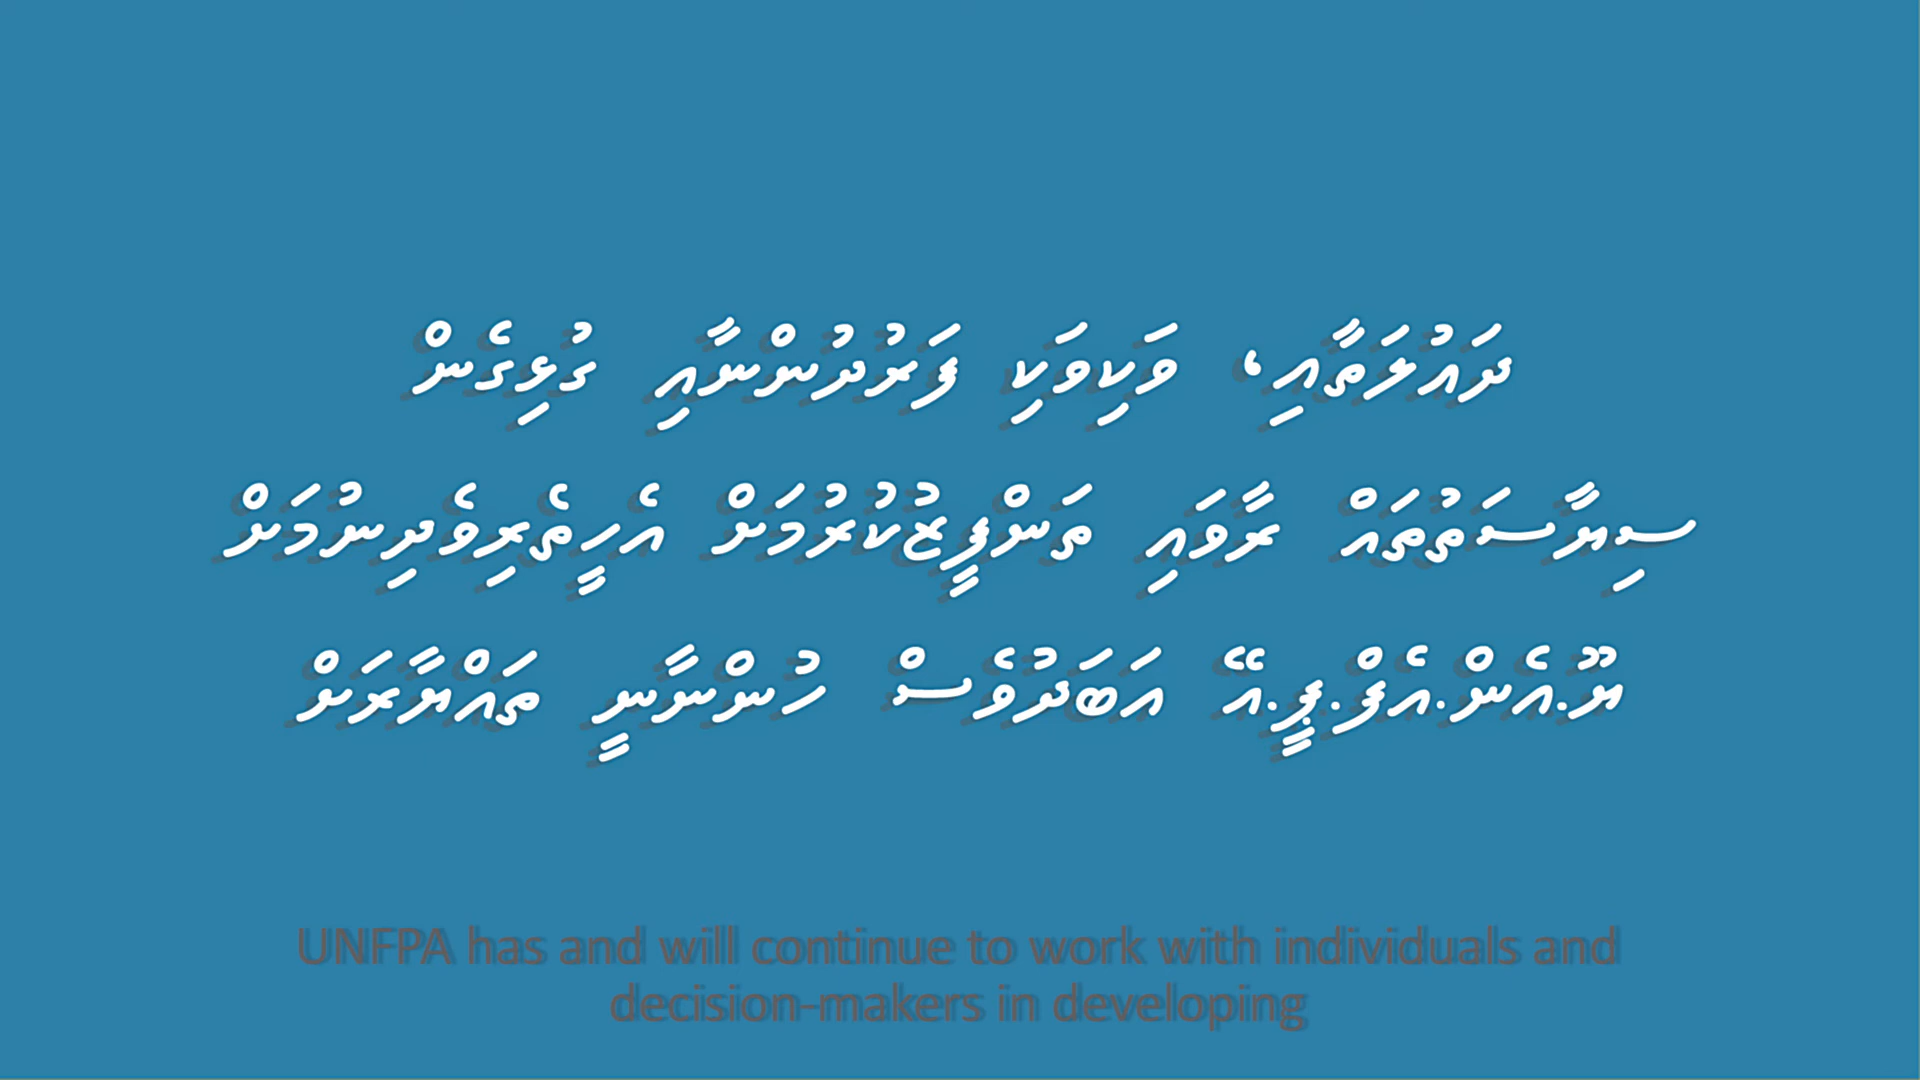 ދައުލަތާއި، ވަކިވަކި ފަރުދުންނާއި ގުޅިގެން
ސިޔާސަތުތައް ރާވައި ތަންފީޒުކުރުމަށް އެހީތެރިވެދިނުމަށް
ޔޫ.އެން.އެފް.ޕީ.އޭ އަބަދުވެސް ހުންނާނީ ތައްޔާރަށް
UNFPA has and will continue to work with individuals and
decision-makers in developing